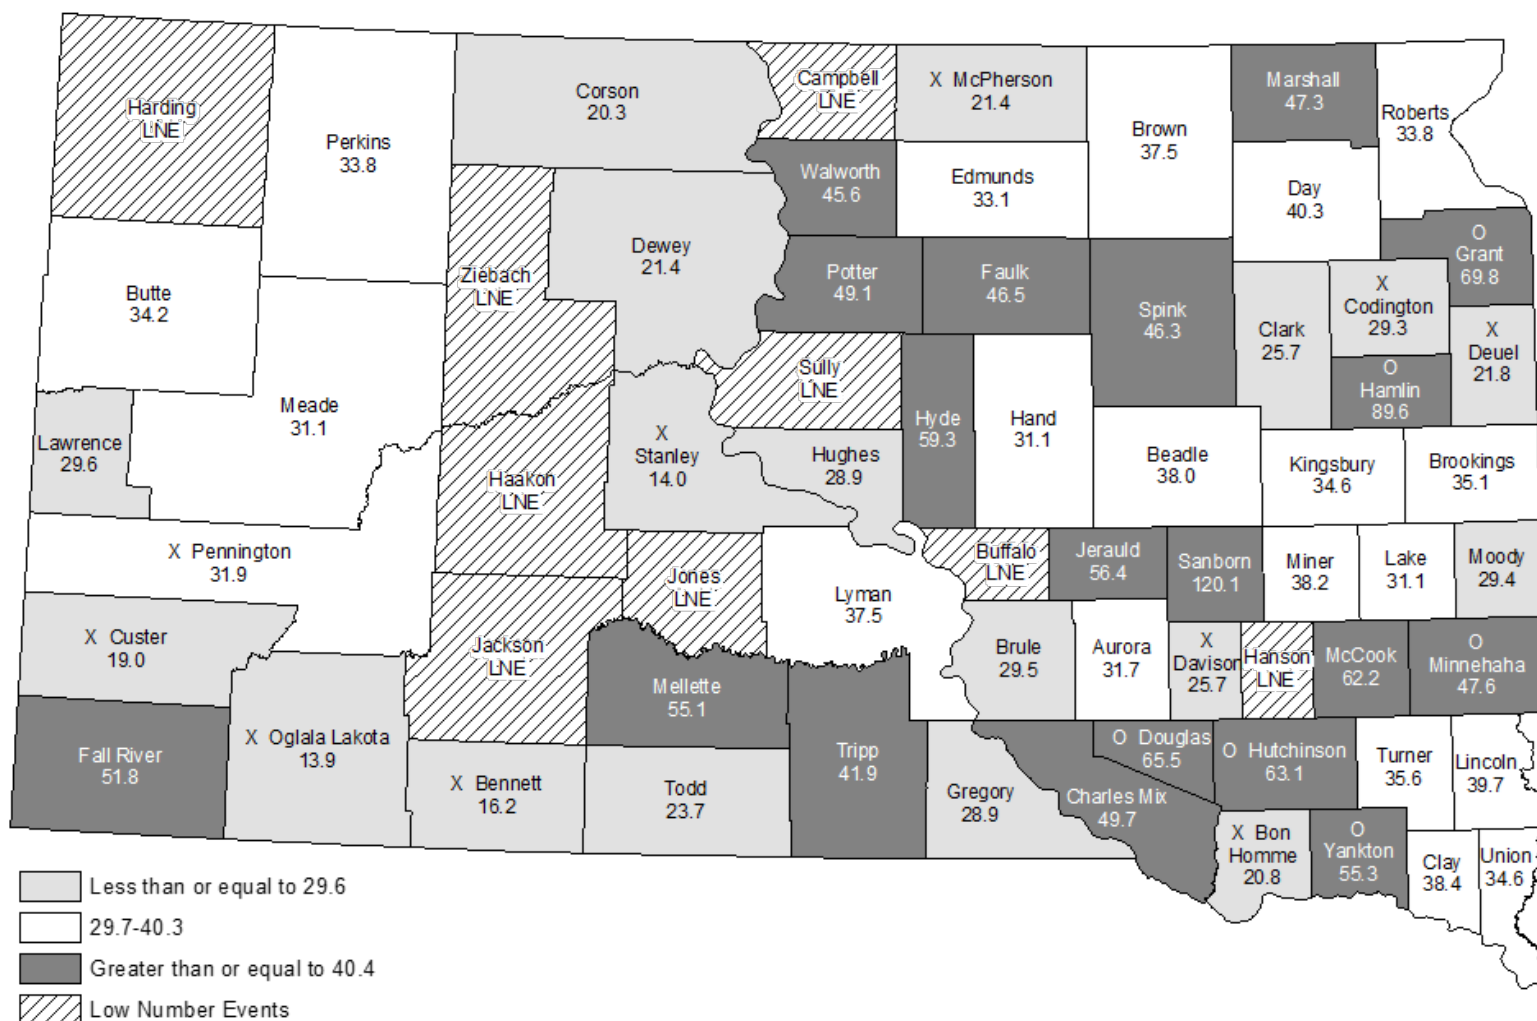 Harding
LNE
Perkins
33.8
Corson
20.3
Campbell
LNE
X McPherson
21.4
Brown
37.5
Marshall
47.3
Roberts
33.8
Walworth
45.6
Edmunds
33.1
Day
40.3
Butte
34.2
Ziebach
LNE
Dewey
21.4
Potter
49.1
Faulk
46.5
Spink
46.3
O
Grant
69.8
X
Codington
29.3
Clark
25.7
X
Deuel
21.8
O
Hamlin
89.6
Meade
31.1
Sully
LNE
Hyde
59.3
Hand
31.1
Lawrence
29.6
X
Stanley
14.0
Hughes
28.9
Beadle
38.0
Kingsbury
34.6
Brookings
35.1
Haakon
LNE
X Pennington
31.9
Jones
LNE
Lyman
37.5
Buffalo
LNE
Jerauld
56.4
Sanborn
120.1
Miner
38.2
Lake
31.1
Moody
29.4
X Custer
19.0
Jackson
LNE
Mellette
55.1
Brule
29.5
Aurora
31.7
X
Davison
25.7
Hanson
LNE
McCook
62.2
O
Minnehaha
47.6
Fall River
51.8
X Oglala Lakota
13.9
X Bennett
16.2
Todd
23.7
Tripp
41.9
Gregory
28.9
Charles Mix
49.7
O Douglas
65.5
O Hutchinson
63.1
Turner
35.6
Lincoln
39.7
X Bon
Homme
20.8
O
Yankton
55.3
Clay
38.4
Union
34.6
Less than or equal to 29.6
29.7-40.3
Greater than or equal to 40.4
Low Number Events